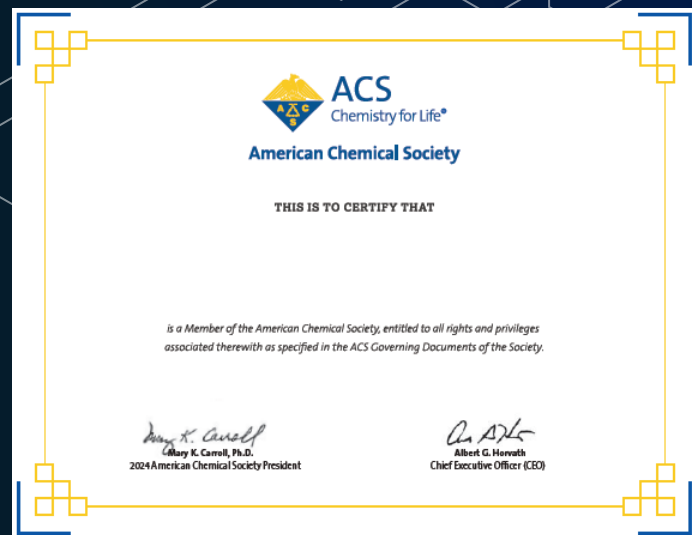 A C S
ACS
Chemistry for Life®
American Chemical Society
THIS IS TO CERTIFY THAT
is a Member of the American Chemical Society, entitled to all rights and privileges
associated therewith as specified in the ACS Governing Documents of the Society.
Mary K. Carroll
Mary K. Carroll, Ph.D.
2024 American Chemical Society President
Albert G. Horvath
Chief Executive Officer (CEO)